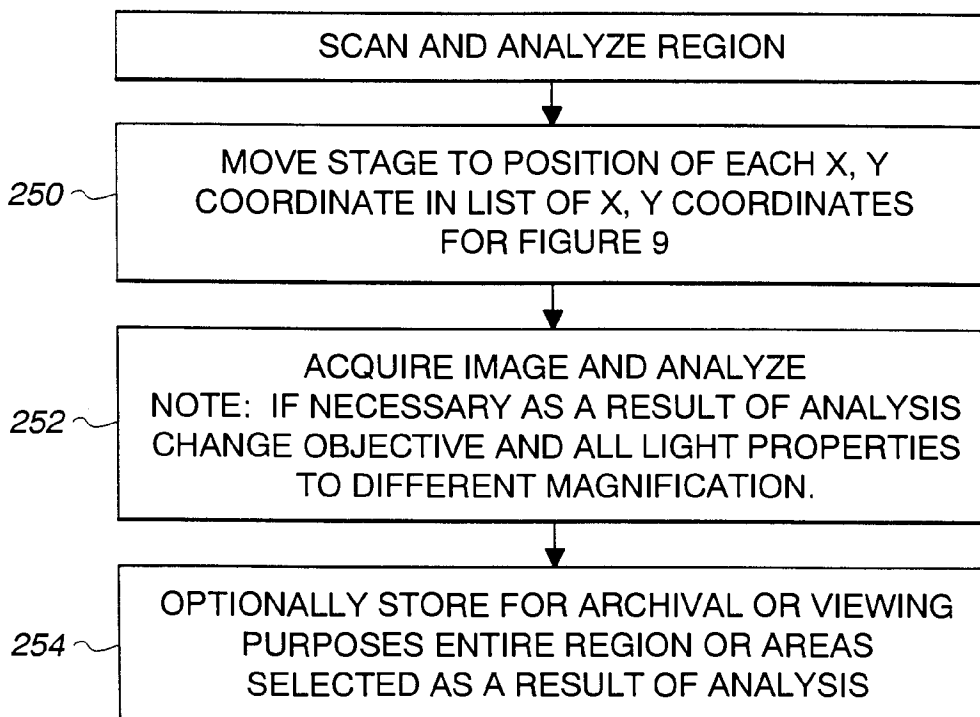 SCAN AND ANALYZE REGION
250
MOVE STAGE TO POSITION OF EACH X, Y
COORDINATE IN LIST OF X, Y COORDINATES
FOR FIGURE 9
252
ACQUIRE IMAGE AND ANALYZE
NOTE: IF NECESSARY AS A RESULT OF ANALYSIS
CHANGE OBJECTIVE AND ALL LIGHT PROPERTIES
TO DIFFERENT MAGNIFICATION.
254
OPTIONALLY STORE FOR ARCHIVAL OR VIEWING
PURPOSES ENTIRE REGION OR AREAS
SELECTED AS A RESULT OF ANALYSIS